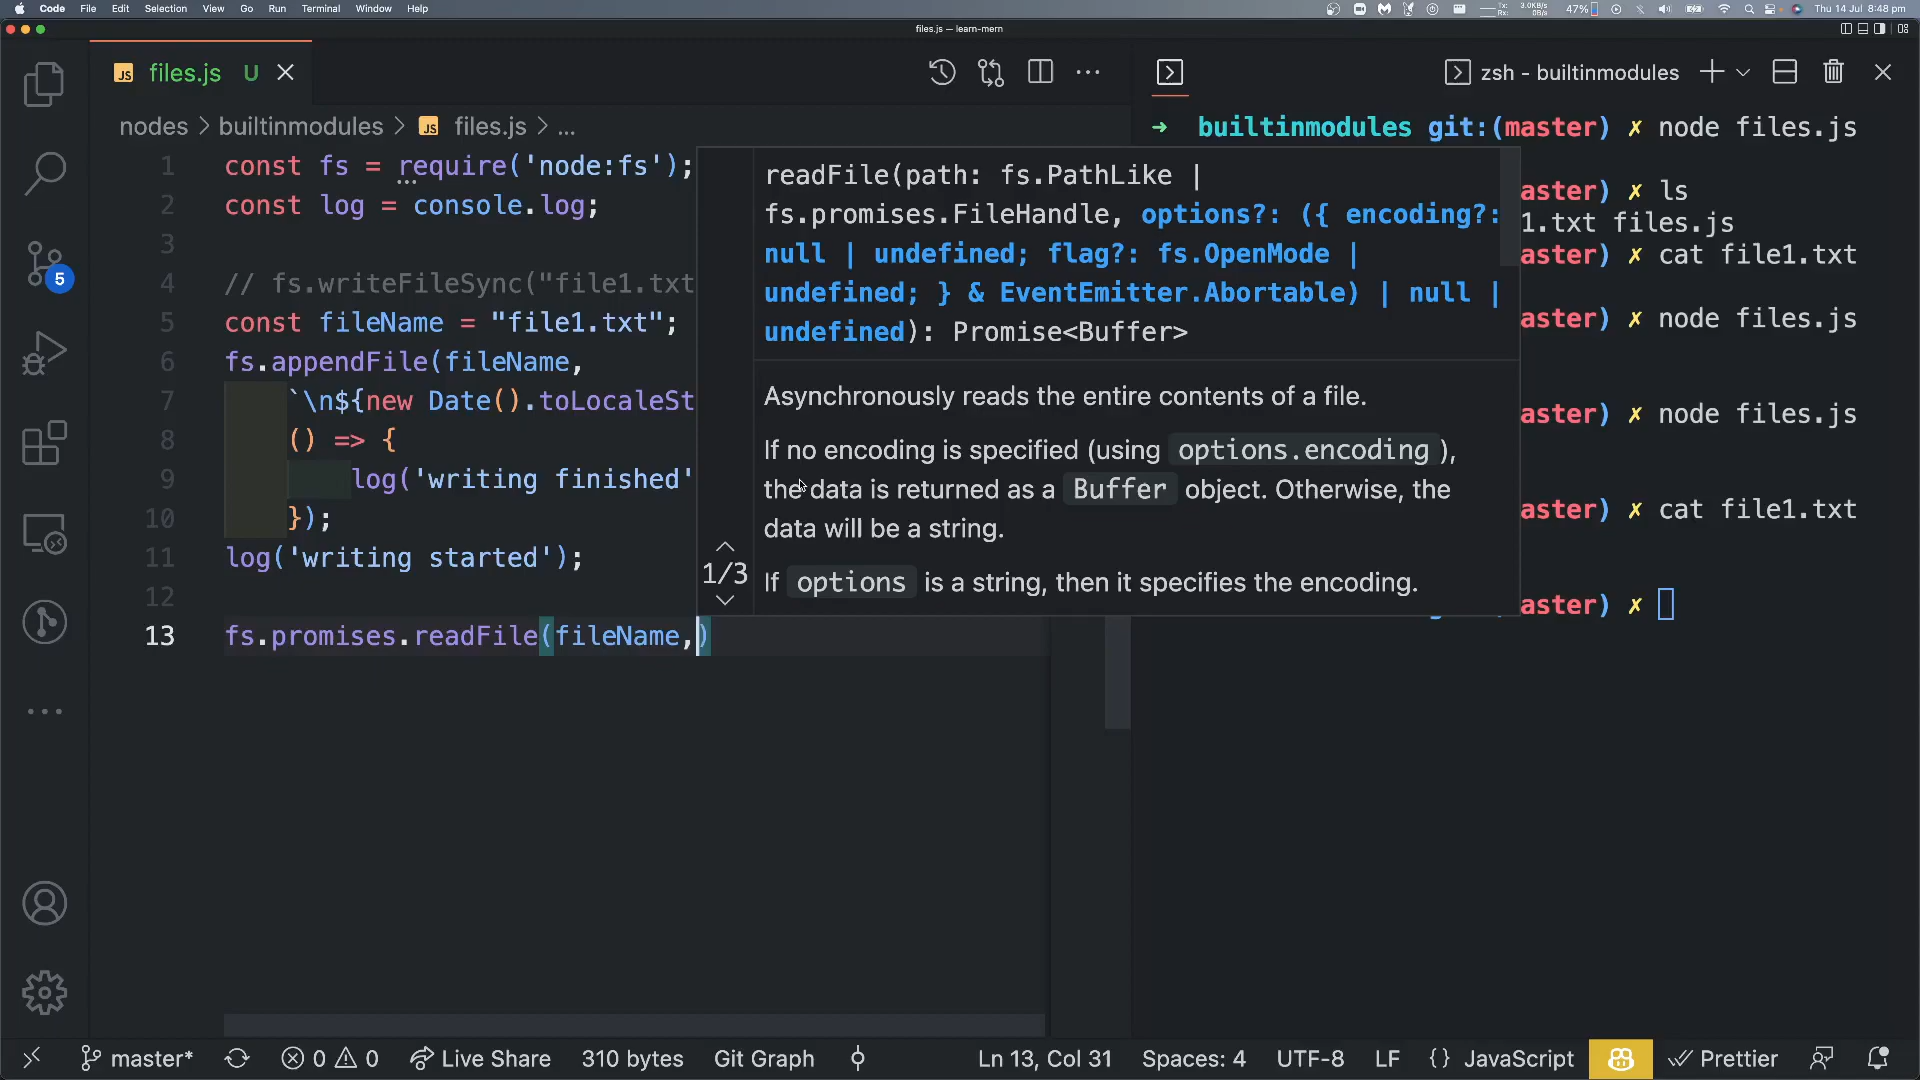 Code File Edit Selection View Go Run Terminal Window Help
3.0KB/s
0B/s
47%
Thu 14 Jul 8:48 pm
files.js — learn-mern
JS files.js U
zsh - builtinmodules
nodes > builtinmodules > JS files.js > ...
1 const fs = require('node:fs');
2 const log = console.log;
3
4 // fs.writeFileSync("file1.txt
5 const fileName = "file1.txt";
6 fs.appendFile(fileName,
7 `\n${new Date().toLocaleSt
8 () => {
9 log('writing finished'
10 });
11 log('writing started');
12
13 fs.promises.readFile(fileName,)
readFile(path: fs.PathLike |
fs.promises.FileHandle, options?: ({ encoding?:
null | undefined; flag?: fs.OpenMode |
undefined; } & EventEmitter.Abortable) | null |
undefined): Promise<Buffer>
Asynchronously reads the entire contents of a file.
If no encoding is specified (using options.encoding),
the data is returned as a Buffer object. Otherwise, the
data will be a string.
1/3
If options is a string, then it specifies the encoding.
➜ builtinmodules git:(master) ✗ node files.js
aster) ✗ ls
1.txt files.js
aster) ✗ cat file1.txt
aster) ✗ node files.js
aster) ✗ node files.js
aster) ✗ cat file1.txt
aster) ✗
5
master* 0 0 Live Share 310 bytes Git Graph Ln 13, Col 31 Spaces: 4 UTF-8 LF {} JavaScript Prettier